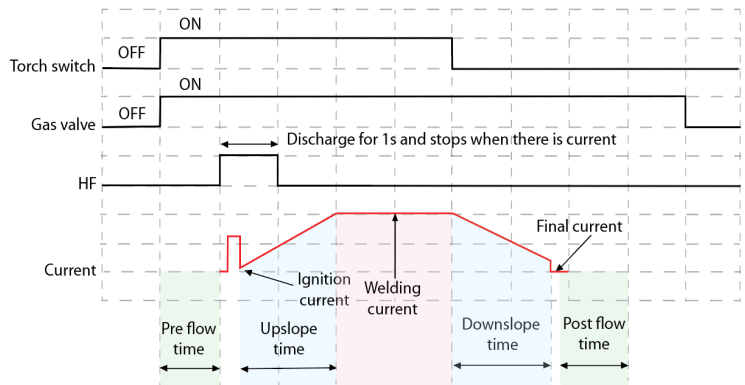 ON
OFF
Torch switch
ON
OFF
Gas valve
Discharge for 1s and stops when there is current
HF
Final current
Current
Ignition
current
Welding
current
Pre flow
time
Upslope
time
Downslope
time
Post flow
time